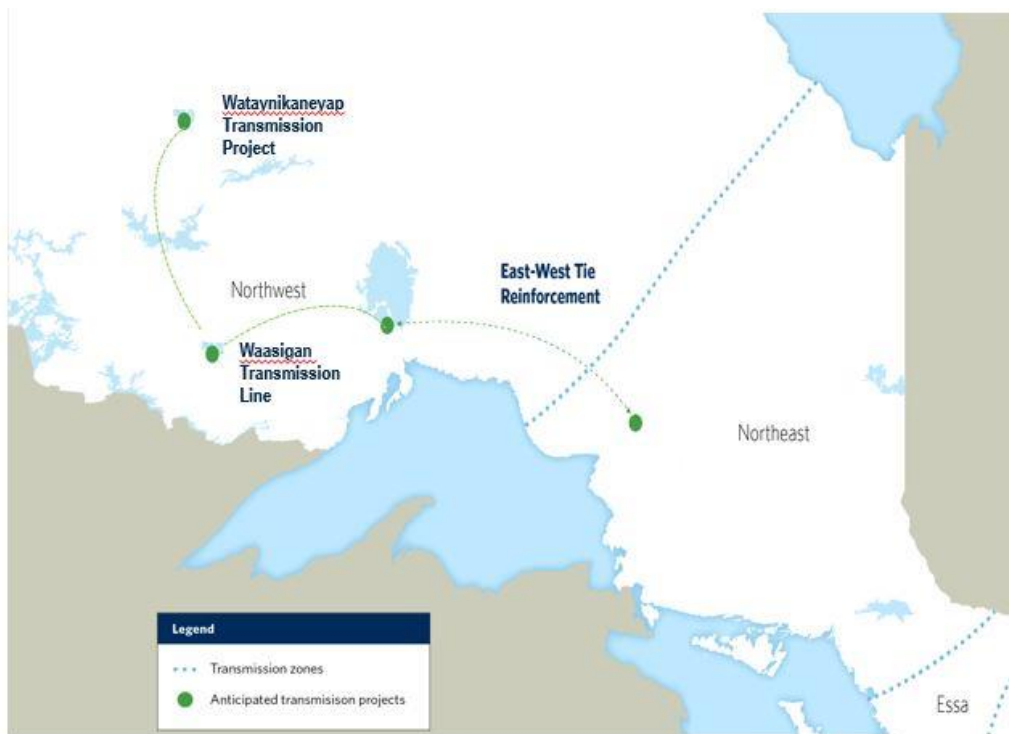 Wataynikaneyap
Transmission
Project
East-West Tie
Reinforcement
Northwest
Waasigan
Transmission
Line
Northeast
Legend
Transmission zones
Anticipated transmisison projects
Essa